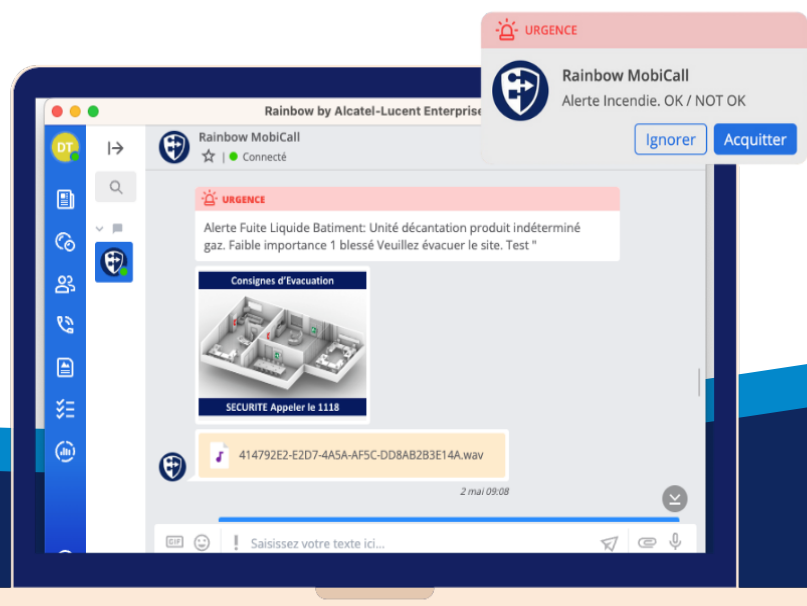 URGENCE
Rainbow MobiCall
Alerte Incendie. OK / NOT OK
Ignorer
Acquitter
Rainbow by Alcatel-Lucent Enterprise
DT
Rainbow MobiCall
Connecté
URGENCE
Alerte Fuite Liquide Batiment: Unité décantation produit indéterminé
gaz. Faible importance 1 blessé Veuillez évacuer le site. Test "
Consignes d'Evacuation
SECURITE Appeler le 1118
414792E2-E2D7-4A5A-AF5C-DD8AB2B3E14A.wav
2 mai 09:08
GIF
Saisissez votre texte ici...